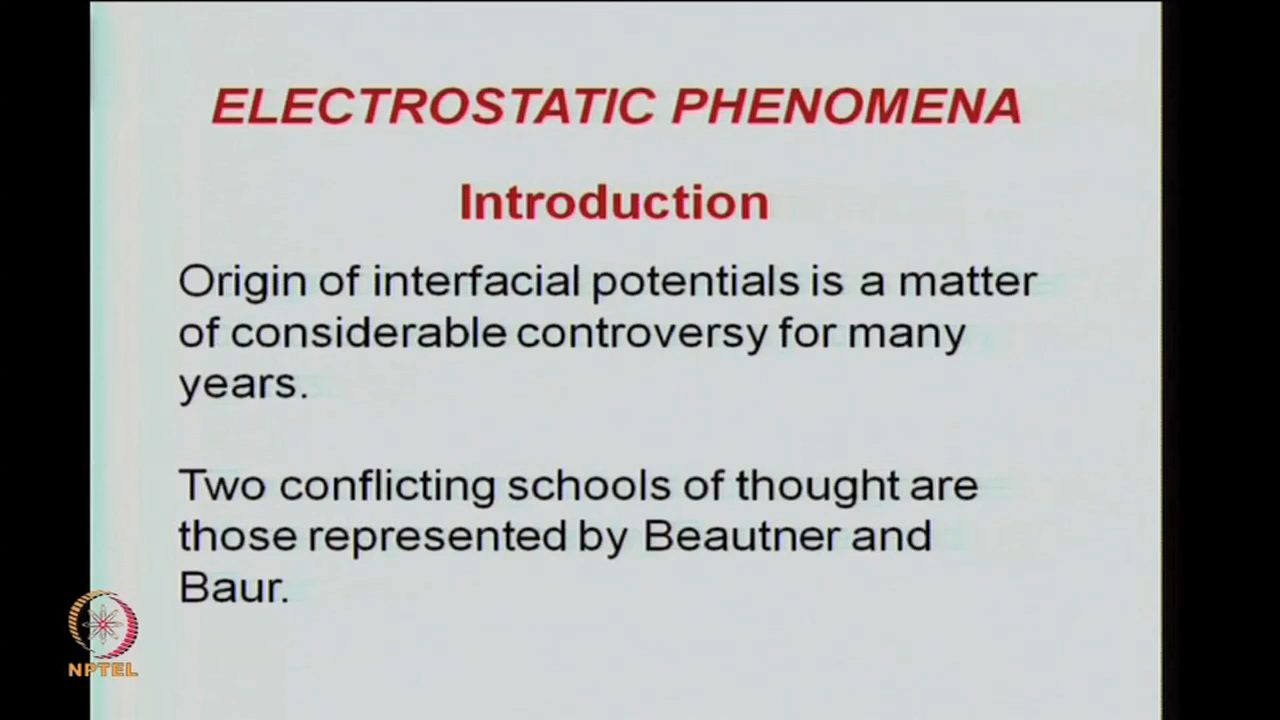 ELECTROSTATIC PHENOMENA
Introduction
Origin of interfacial potentials is a matter
of considerable controversy for many
years.
Two conflicting schools of thought are
those represented by Beautner and
Baur.
NPTEL